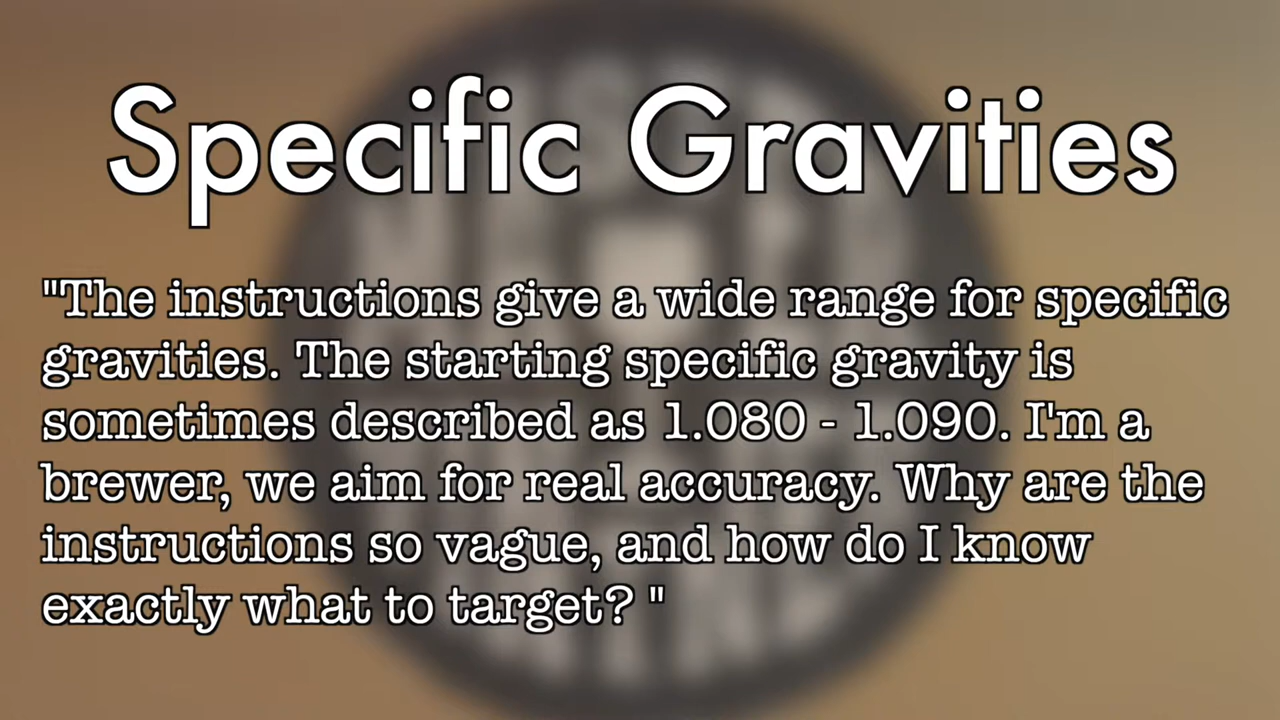 Specific Gravities
"The instructions give a wide range for specific
gravities. The starting specific gravity is
sometimes described as 1.080 - 1.090. I'm a
brewer, we aim for real accuracy. Why are the
instructions so vague, and how do I know
exactly what to target? "